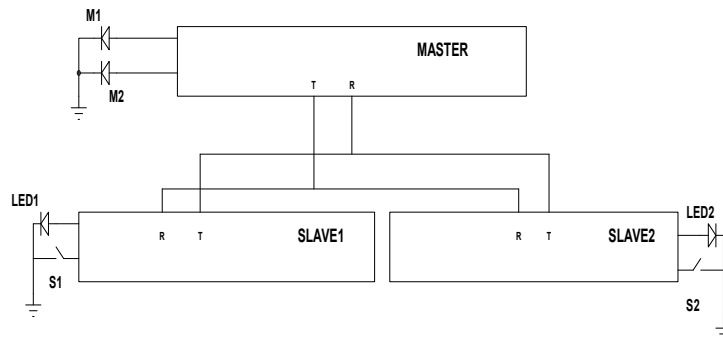 M1
MASTER
T R
M2
LED1
LED2
R T SLAVE1
R T SLAVE2
S1
S2